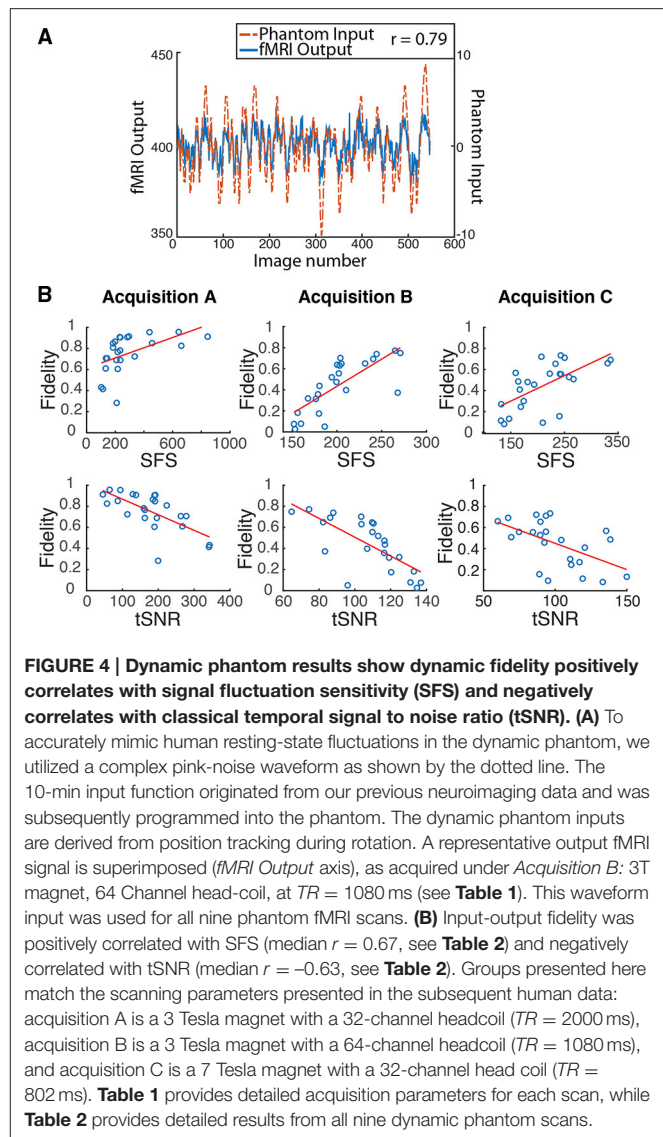 A
Phantom Input
fMRI Output
r = 0.79
450
400
350
fMRI Output
10
0
-10
Phantom Input
0 100 200 300 400 500 600
Image number
B
Acquisition A Acquisition B Acquisition C
Fidelity
1
0.8
0.6
0.4
0.2
0
0 200 600 1000
SFS
Fidelity
1
0.8
0.6
0.4
0.2
0
150 200 250 300
SFS
Fidelity
1
0.8
0.6
0.4
0.2
150 250 350
SFS
Fidelity
1
0.8
0.6
0.4
0.2
0
0 100 200 300 400
tSNR
Fidelity
1
0.8
0.6
0.4
0.2
0
60 80 100 120 140
tSNR
Fidelity
1
0.8
0.6
0.4
0.2
60 100 150
tSNR
FIGURE 4 | Dynamic phantom results show dynamic fidelity positively
correlates with signal fluctuation sensitivity (SFS) and negatively
correlates with classical temporal signal to noise ratio (tSNR). (A) To
accurately mimic human resting-state fluctuations in the dynamic phantom, we
utilized a complex pink-noise waveform as shown by the dotted line. The
10-min input function originated from our previous neuroimaging data and was
subsequently programmed into the phantom. The dynamic phantom inputs
are derived from position tracking during rotation. A representative output fMRI
signal is superimposed (fMRI Output axis), as acquired under Acquisition B: 3T
magnet, 64 Channel head-coil, at TR = 1080 ms (see Table 1). This waveform
input was used for all nine phantom fMRI scans. (B) Input-output fidelity was
positively correlated with SFS (median r = 0.67, see Table 2) and negatively
correlated with tSNR (median r = –0.63, see Table 2). Groups presented here
match the scanning parameters presented in the subsequent human data:
acquisition A is a 3 Tesla magnet with a 32-channel headcoil (TR = 2000 ms),
acquisition B is a 3 Tesla magnet with a 64-channel headcoil (TR = 1080 ms),
and acquisition C is a 7 Tesla magnet with a 32-channel head coil (TR =
802 ms). Table 1 provides detailed acquisition parameters for each scan, while
Table 2 provides detailed results from all nine dynamic phantom scans.